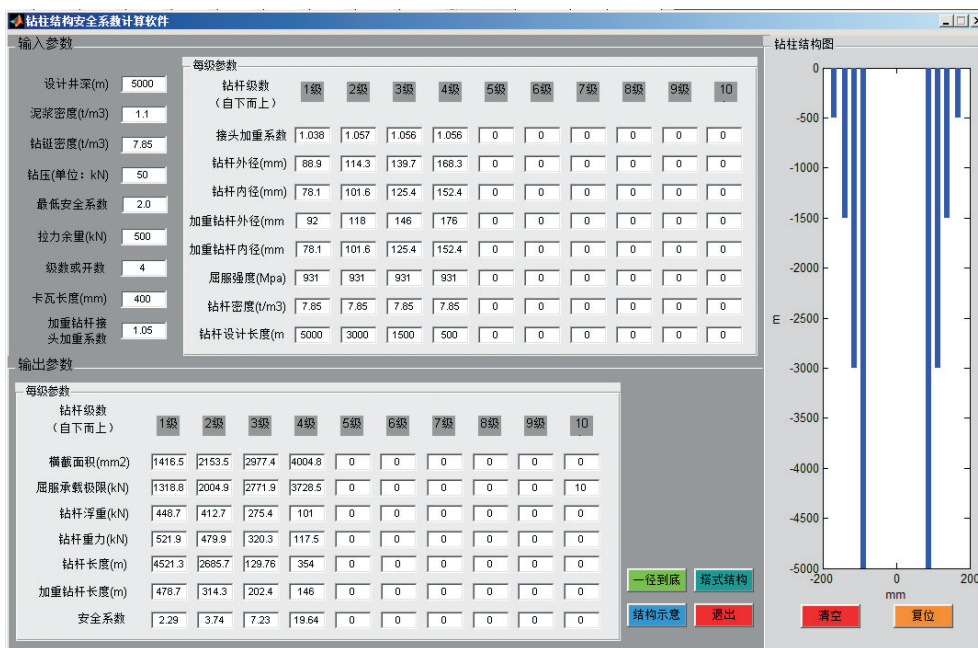 钻柱结构安全系数计算软件
输入参数
设计井深(m) 5000
泥浆密度(t/m3) 1.1
钻铤密度(t/m3) 7.85
钻压(单位：kN) 50
最低安全系数 2.0
拉力余量(kN) 500
级数或开数 4
卡瓦长度(mm) 400
加重钻杆接
头加重系数 1.05
每级参数
钻杆级数
（自下而上） 1级 2级 3级 4级 5级 6级 7级 8级 9级 10
接头加重系数 1.038 1.057 1.056 1.056 0 0 0 0 0 0
钻杆外径(mm) 88.9 114.3 139.7 168.3 0 0 0 0 0 0
钻杆内径(mm) 78.1 101.6 125.4 152.4 0 0 0 0 0 0
加重钻杆外径(mm 92 118 146 176 0 0 0 0 0 0
加重钻杆内径(mm 78.1 101.6 125.4 152.4 0 0 0 0 0 0
屈服强度(Mpa) 931 931 931 931 0 0 0 0 0 0
钻杆密度(t/m3) 7.85 7.85 7.85 7.85 0 0 0 0 0 0
钻杆设计长度(m 5000 3000 1500 500 0 0 0 0 0 0
输出参数
每级参数
钻杆级数
（自下而上） 1级 2级 3级 4级 5级 6级 7级 8级 9级 10
横截面积(mm2) 1416.5 2153.5 2977.4 4004.8 0 0 0 0 0 0
屈服承载极限(kN) 1318.8 2004.9 2771.9 3728.5 0 0 0 0 0 10
钻杆浮重(kN) 448.7 412.7 275.4 101 0 0 0 0 0 0
钻杆重力(kN) 521.9 479.9 320.3 117.5 0 0 0 0 0 0
钻杆长度(m) 4521.3 2685.7 129.76 354 0 0 0 0 0 0
加重钻杆长度(m) 478.7 314.3 202.4 146 0 0 0 0 0 0
安全系数 2.29 3.74 7.23 19.64 0 0 0 0 0 0
一径到底 塔式结构
结构示意 退出
钻柱结构图
0
-500
-1000
-1500
-2000
m -2500
-3000
-3500
-4000
-4500
-5000
-200 0 200
mm
清空 复位